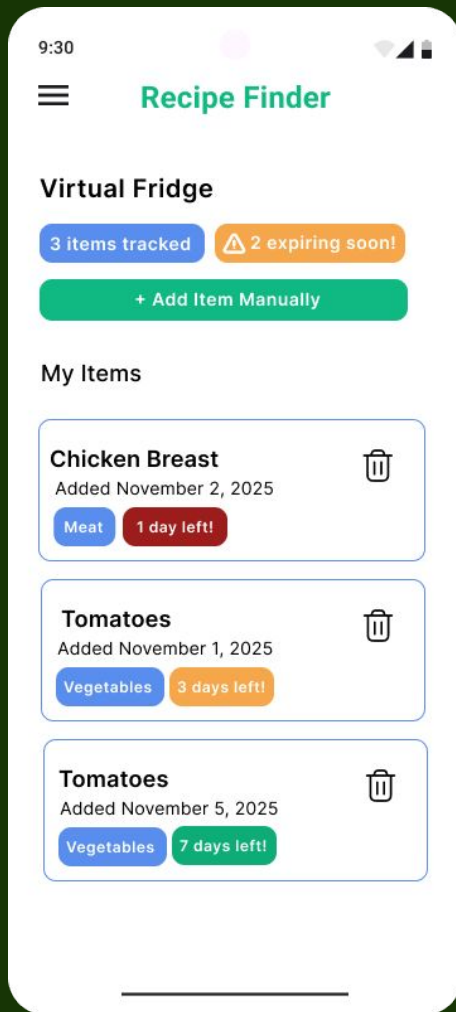 9:30
Recipe Finder
Virtual Fridge
3 items tracked 2 expiring soon!
+ Add Item Manually
My Items
Chicken Breast
Added November 2, 2025
Meat 1 day left!
Tomatoes
Added November 1, 2025
Vegetables 3 days left!
Tomatoes
Added November 5, 2025
Vegetables 7 days left!